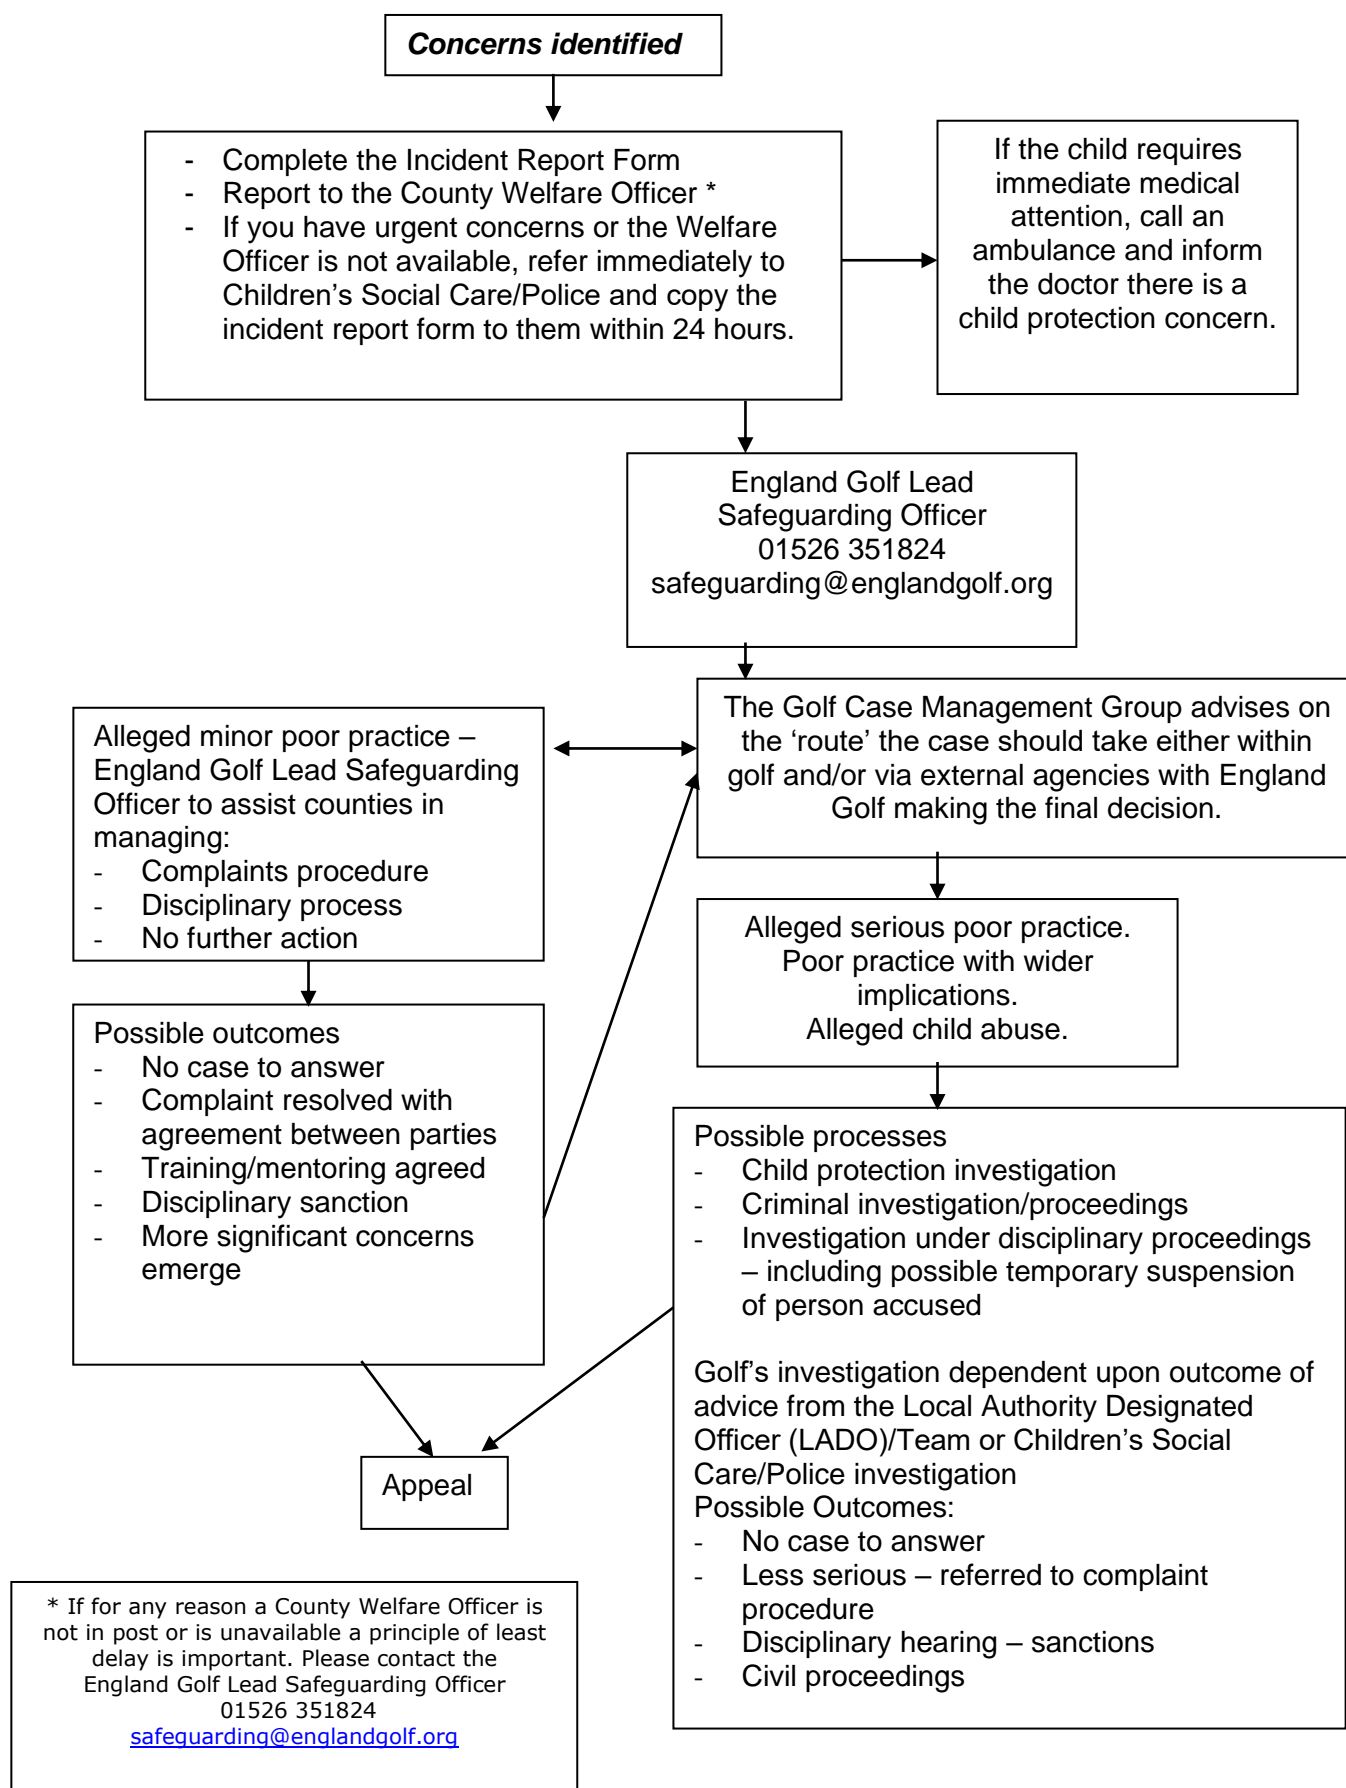 Concerns identified
- Complete the Incident Report Form
- Report to the County Welfare Officer *
- If you have urgent concerns or the Welfare
Officer is not available, refer immediately to
Children’s Social Care/Police and copy the
incident report form to them within 24 hours.
If the child requires
immediate medical
attention, call an
ambulance and inform
the doctor there is a
child protection concern.
England Golf Lead
Safeguarding Officer
01526 351824
safeguarding@englandgolf.org
The Golf Case Management Group advises on
the ‘route’ the case should take either within
golf and/or via external agencies with England
Golf making the final decision.
Alleged minor poor practice –
England Golf Lead Safeguarding
Officer to assist counties in
managing:
- Complaints procedure
- Disciplinary process
- No further action
Alleged serious poor practice.
Poor practice with wider
implications.
Alleged child abuse.
Possible outcomes
- No case to answer
- Complaint resolved with
agreement between parties
- Training/mentoring agreed
- Disciplinary sanction
- More significant concerns
emerge
Possible processes
- Child protection investigation
- Criminal investigation/proceedings
- Investigation under disciplinary proceedings
– including possible temporary suspension
of person accused
Golf’s investigation dependent upon outcome of
advice from the Local Authority Designated
Officer (LADO)/Team or Children’s Social
Care/Police investigation
Possible Outcomes:
- No case to answer
- Less serious – referred to complaint
procedure
- Disciplinary hearing – sanctions
- Civil proceedings
Appeal
* If for any reason a County Welfare Officer is
not in post or is unavailable a principle of least
delay is important. Please contact the
England Golf Lead Safeguarding Officer
01526 351824
safeguarding@englandgolf.org